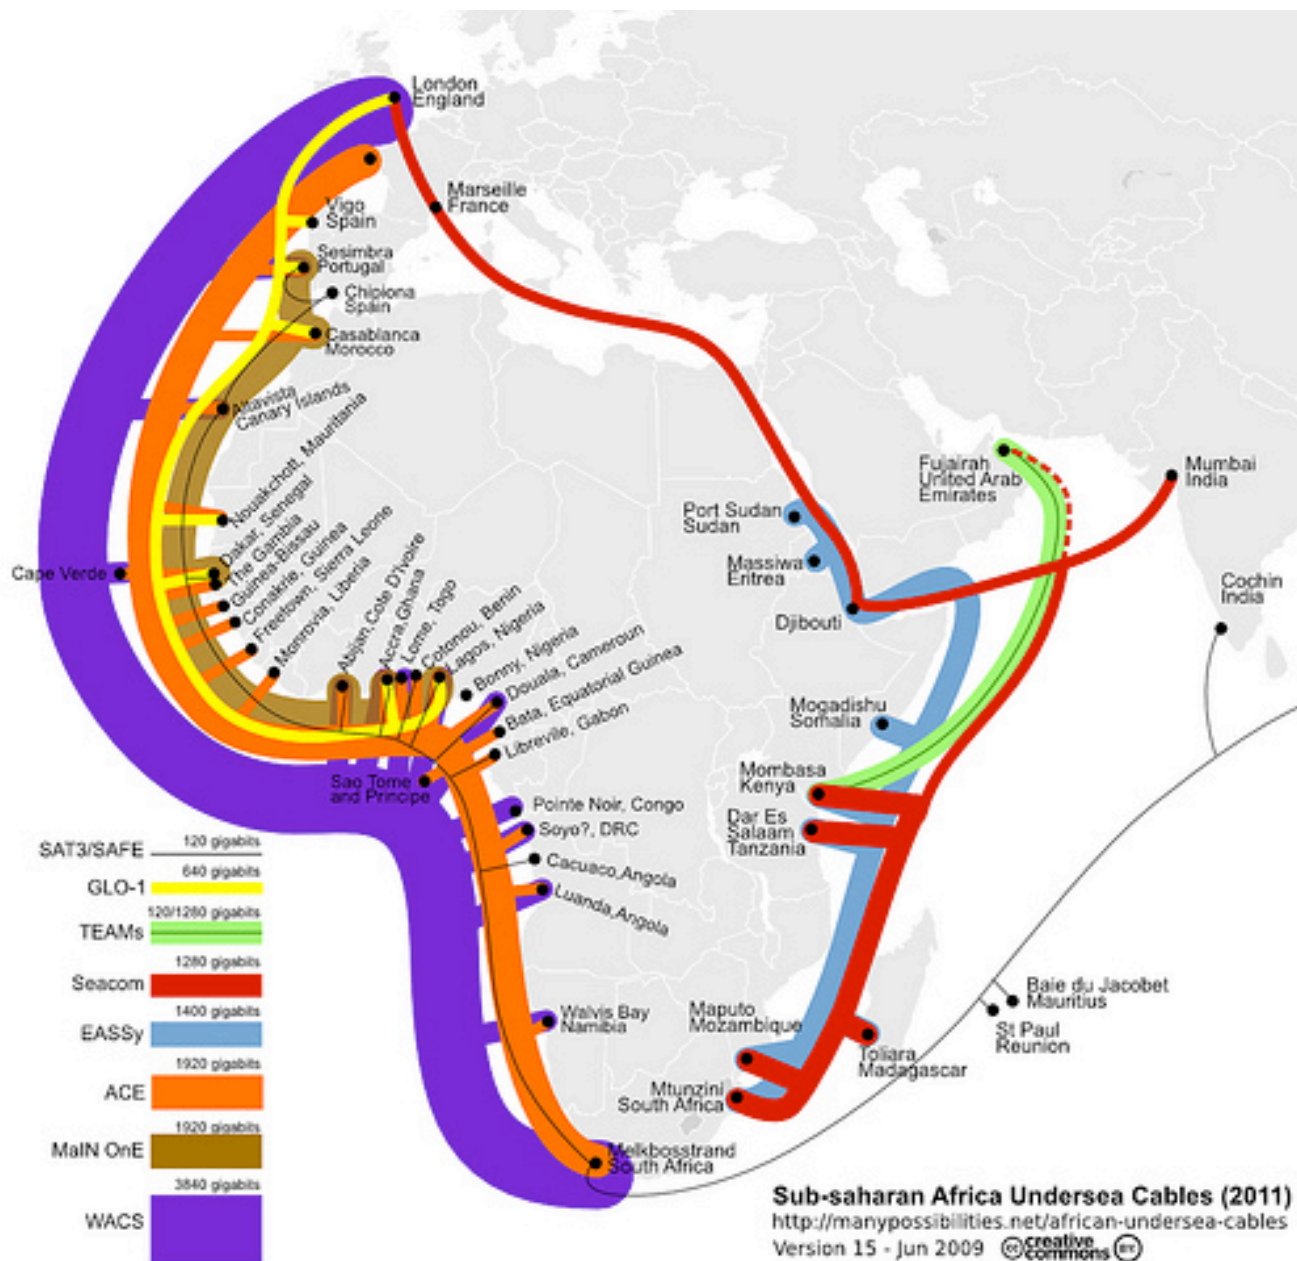 London
England
Marseille
France
Vigo
Spain
Sesimbra
Portugal
Chipiona
Spain
Casablanca
Morocco
Altavista
Canary Islands
Nouakchott, Mauritania
Dakar, Senegal
The Gambia
Guinea-Bissau
Conakrie, Guinea
Freetown, Sierra Leone
Monrovia, Liberia
Abijan,Cote D'ivoire
Accra,Ghana
Lome, Togo
Cotonou, Benin
Lagos, Nigeria
Bonny, Nigeria
Douala, Cameroun
Bata, Equatorial Guinea
Libreville, Gabon
Cape Verde
Sao Tome
and Principe
Pointe Noir, Congo
Soyo?, DRC
Cacuaco,Angola
Luanda,Angola
Walvis Bay
Namibia
Melkbosstrand
South Africa
Fujairah
United Arab
Emirates
Mumbai
India
Port Sudan
Sudan
Massiwa
Eritrea
Djibouti
Cochin
India
Mogadishu
Somalia
Mombasa
Kenya
Dar Es
Salaam
Tanzania
Maputo
Mozambique
Mtunzini
South Africa
Toliara
Madagascar
Baie du Jacobet
Mauritius
St Paul
Reunion
120 gigabits
SAT3/SAFE
640 gigabits
GLO-1
120/1280 gigabits
TEAMs
1280 gigabits
Seacom
1400 gigabits
EASSy
1920 gigabits
ACE
1920 gigabits
MaIN OnE
3840 gigabits
WACS
Sub-saharan Africa Undersea Cables (2011)
http://manypossibilities.net/african-undersea-cables
Version 15 - Jun 2009 cc creative commons BY: